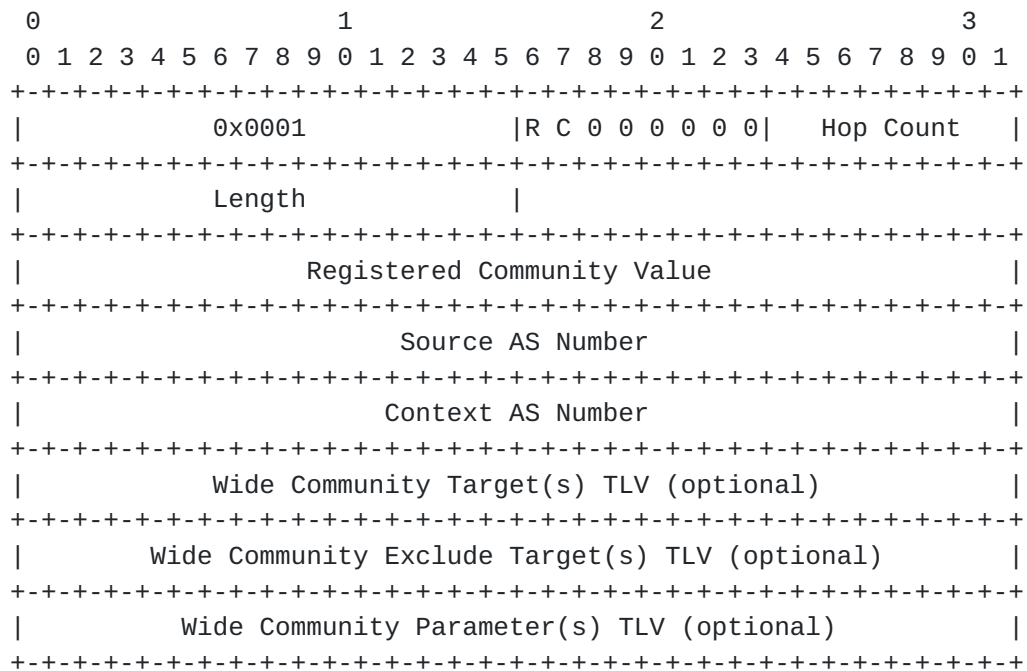 0                   1                   2                   3
 0 1 2 3 4 5 6 7 8 9 0 1 2 3 4 5 6 7 8 9 0 1 2 3 4 5 6 7 8 9 0 1
+-+-+-+-+-+-+-+-+-+-+-+-+-+-+-+-+-+-+-+-+-+-+-+-+-+-+-+-+-+-+-+-+
|            0x0001             |R C 0 0 0 0 0 0|   Hop Count   |
+-+-+-+-+-+-+-+-+-+-+-+-+-+-+-+-+-+-+-+-+-+-+-+-+-+-+-+-+-+-+-+-+
|            Length             |
+-+-+-+-+-+-+-+-+-+-+-+-+-+-+-+-+-+-+-+-+-+-+-+-+-+-+-+-+-+-+-+-+
|                  Registered Community Value                   |
+-+-+-+-+-+-+-+-+-+-+-+-+-+-+-+-+-+-+-+-+-+-+-+-+-+-+-+-+-+-+-+-+
|                        Source AS Number                       |
+-+-+-+-+-+-+-+-+-+-+-+-+-+-+-+-+-+-+-+-+-+-+-+-+-+-+-+-+-+-+-+-+
|                       Context AS Number                       |
+-+-+-+-+-+-+-+-+-+-+-+-+-+-+-+-+-+-+-+-+-+-+-+-+-+-+-+-+-+-+-+-+
|            Wide Community Target(s) TLV (optional)            |
+-+-+-+-+-+-+-+-+-+-+-+-+-+-+-+-+-+-+-+-+-+-+-+-+-+-+-+-+-+-+-+-+
|        Wide Community Exclude Target(s) TLV (optional)        |
+-+-+-+-+-+-+-+-+-+-+-+-+-+-+-+-+-+-+-+-+-+-+-+-+-+-+-+-+-+-+-+-+
|          Wide Community Parameter(s) TLV (optional)           |
+-+-+-+-+-+-+-+-+-+-+-+-+-+-+-+-+-+-+-+-+-+-+-+-+-+-+-+-+-+-+-+-+